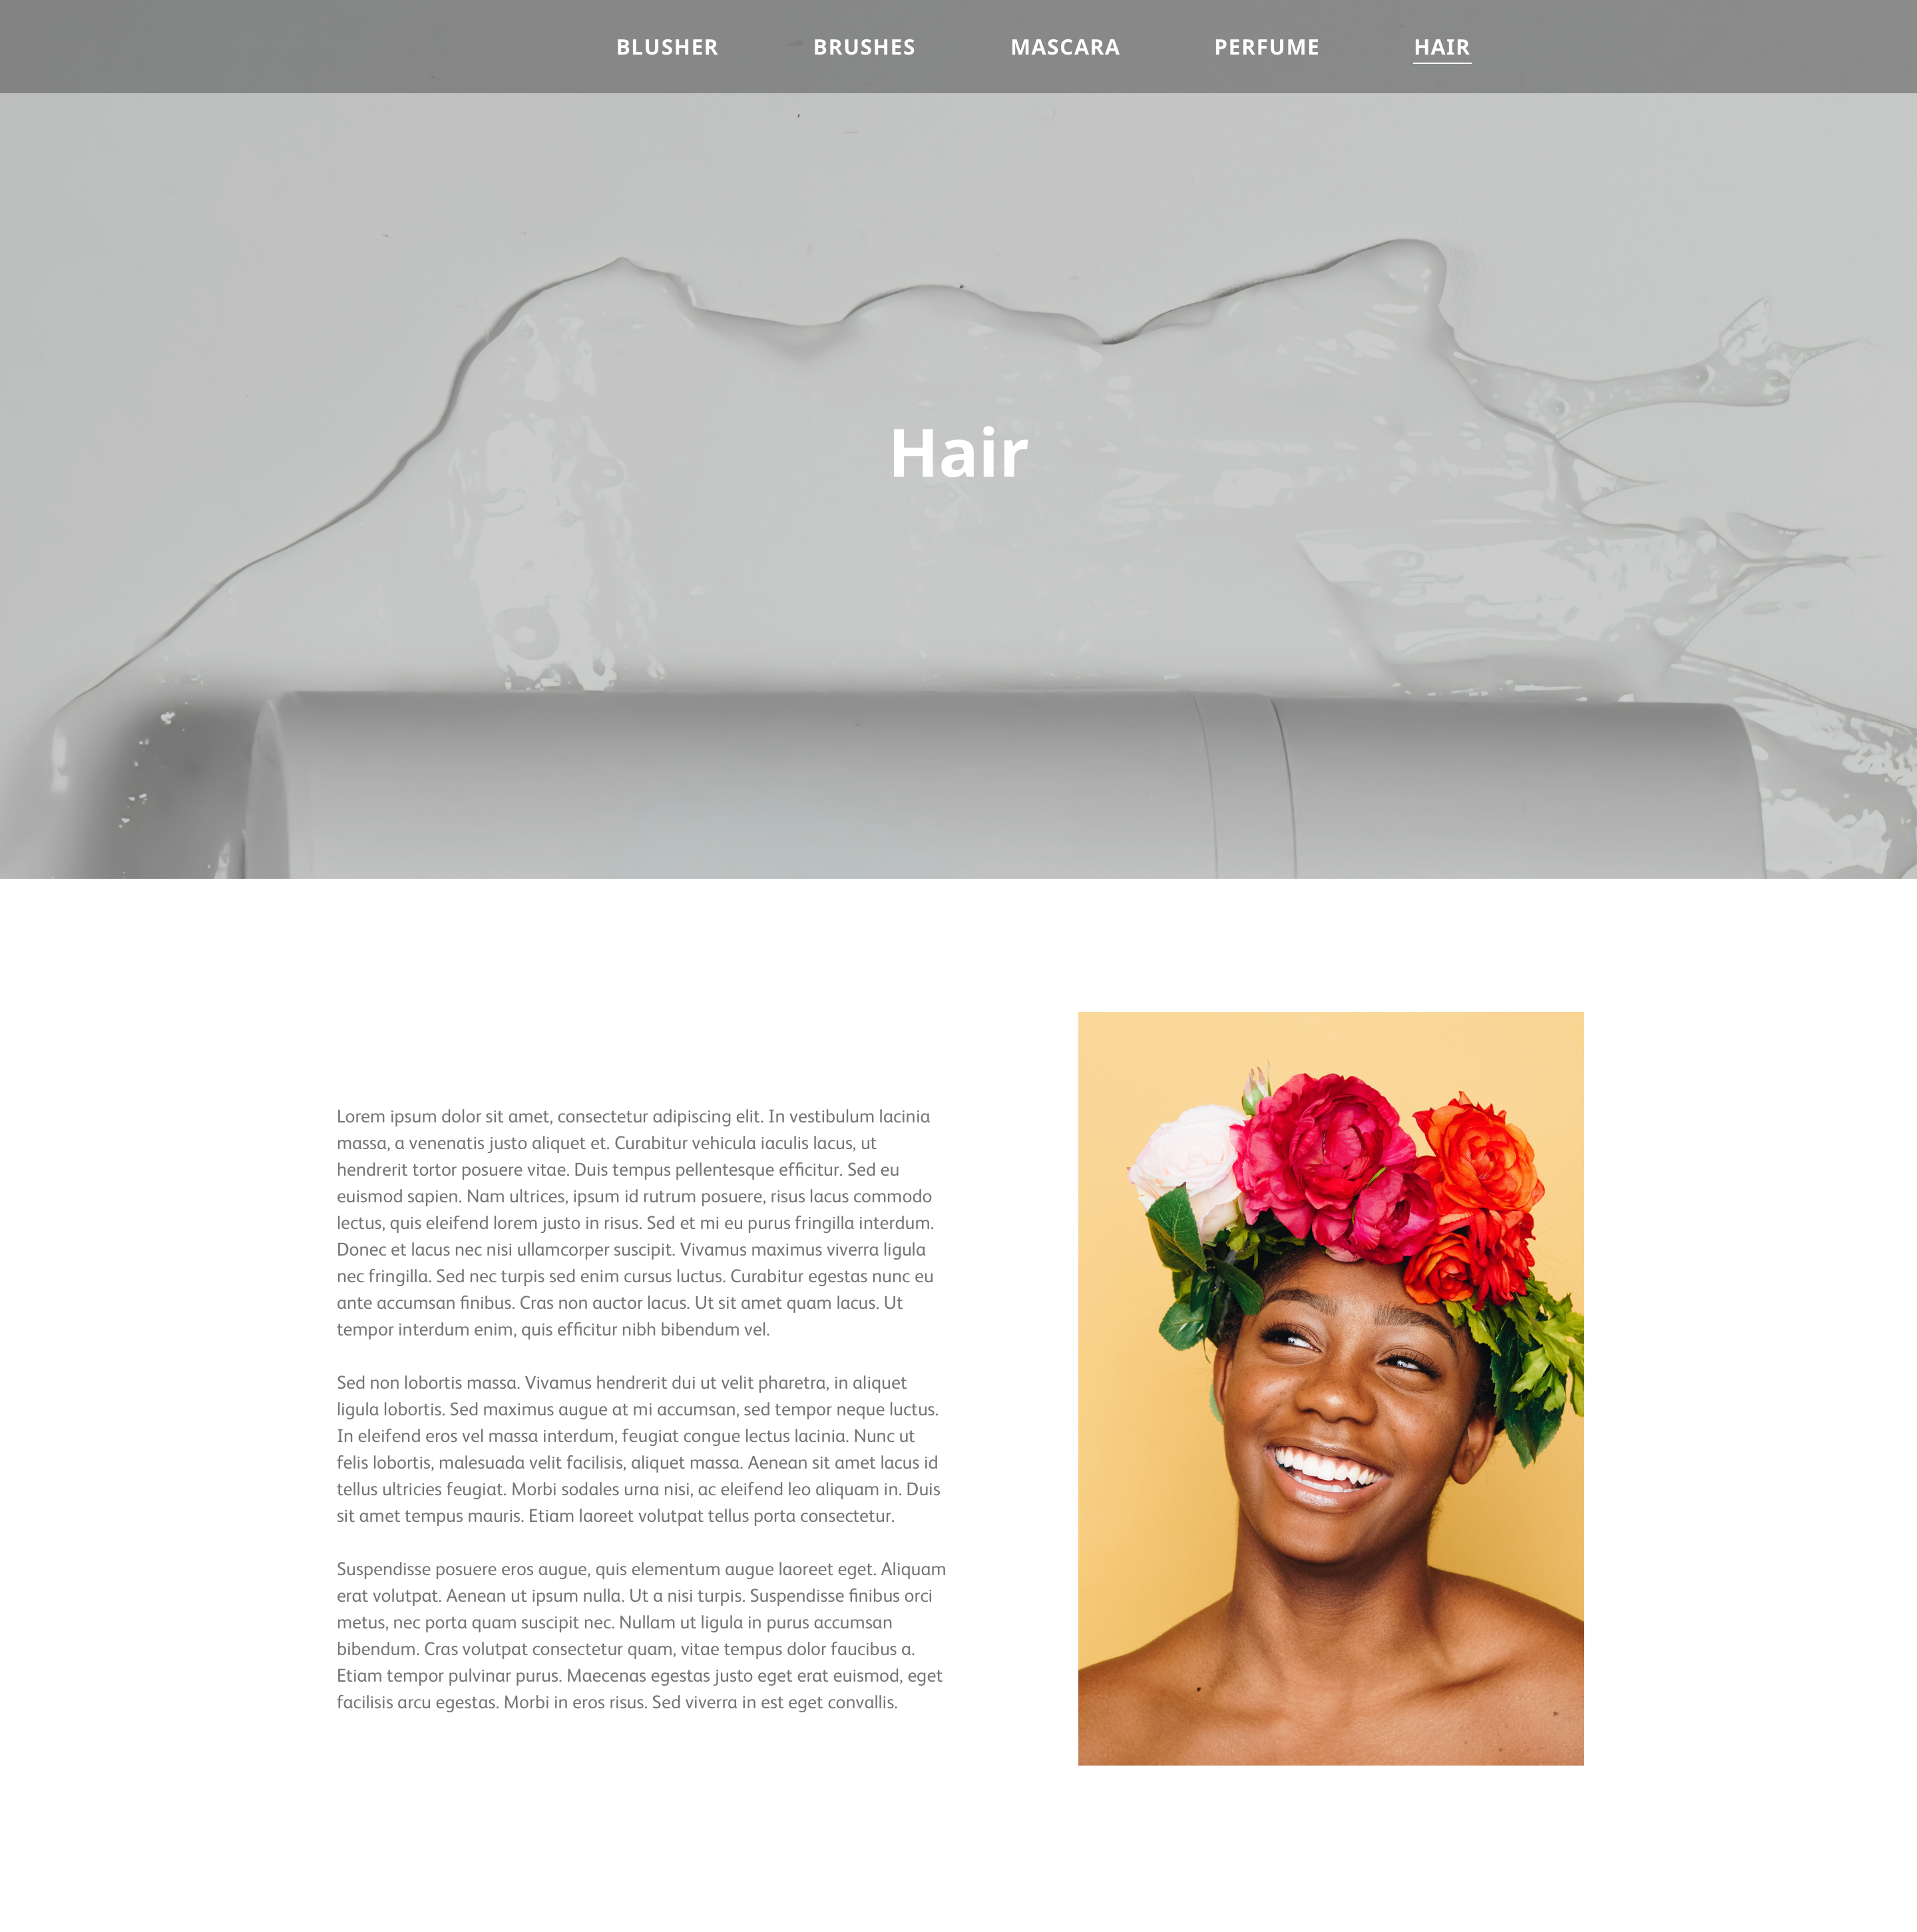 BLUSHER BRUSHES MASCARA PERFUME HAIR
Hair
Lorem ipsum dolor sit amet, consectetur adipiscing elit. In vestibulum lacinia
massa, a venenatis justo aliquet et. Curabitur vehicula iaculis lacus, ut
hendrerit tortor posuere vitae. Duis tempus pellentesque efficitur. Sed eu
euismod sapien. Nam ultrices, ipsum id rutrum posuere, risus lacus commodo
lectus, quis eleifend lorem justo in risus. Sed et mi eu purus fringilla interdum.
Donec et lacus nec nisi ullamcorper suscipit. Vivamus maximus viverra ligula
nec fringilla. Sed nec turpis sed enim cursus luctus. Curabitur egestas nunc eu
ante accumsan finibus. Cras non auctor lacus. Ut sit amet quam lacus. Ut
tempor interdum enim, quis efficitur nibh bibendum vel.
Sed non lobortis massa. Vivamus hendrerit dui ut velit pharetra, in aliquet
ligula lobortis. Sed maximus augue at mi accumsan, sed tempor neque luctus.
In eleifend eros vel massa interdum, feugiat congue lectus lacinia. Nunc ut
felis lobortis, malesuada velit facilisis, aliquet massa. Aenean sit amet lacus id
tellus ultricies feugiat. Morbi sodales urna nisi, ac eleifend leo aliquam in. Duis
sit amet tempus mauris. Etiam laoreet volutpat tellus porta consectetur.
Suspendisse posuere eros augue, quis elementum augue laoreet eget. Aliquam
erat volutpat. Aenean ut ipsum nulla. Ut a nisi turpis. Suspendisse finibus orci
metus, nec porta quam suscipit nec. Nullam ut ligula in purus accumsan
bibendum. Cras volutpat consectetur quam, vitae tempus dolor faucibus a.
Etiam tempor pulvinar purus. Maecenas egestas justo eget erat euismod, eget
facilisis arcu egestas. Morbi in eros risus. Sed viverra in est eget convallis.